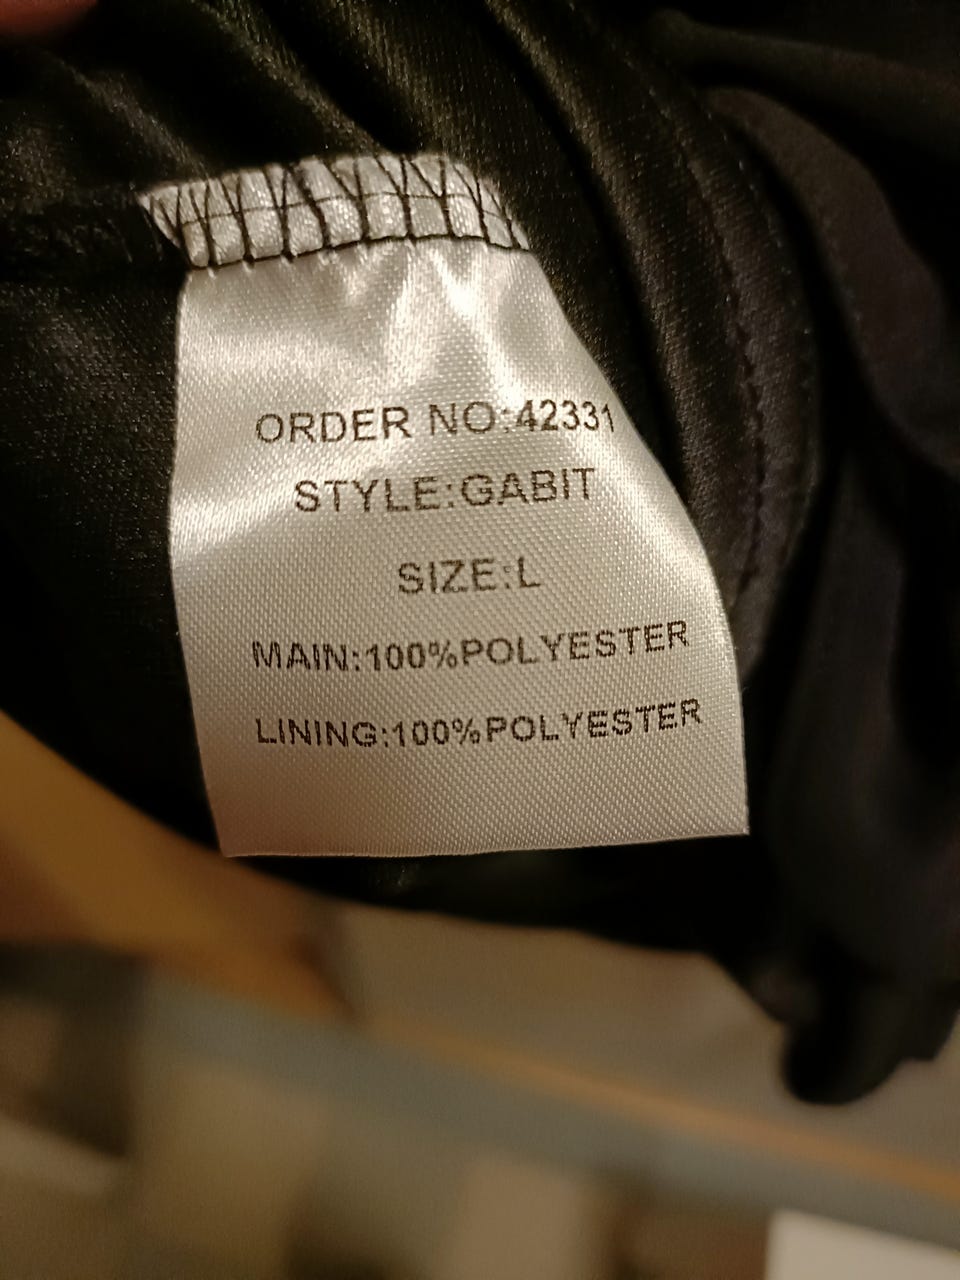 ORDER NO:42331
STYLE:GABIT
SIZE:L
MAIN:100%POLYESTER
LINING:100%POLYESTER